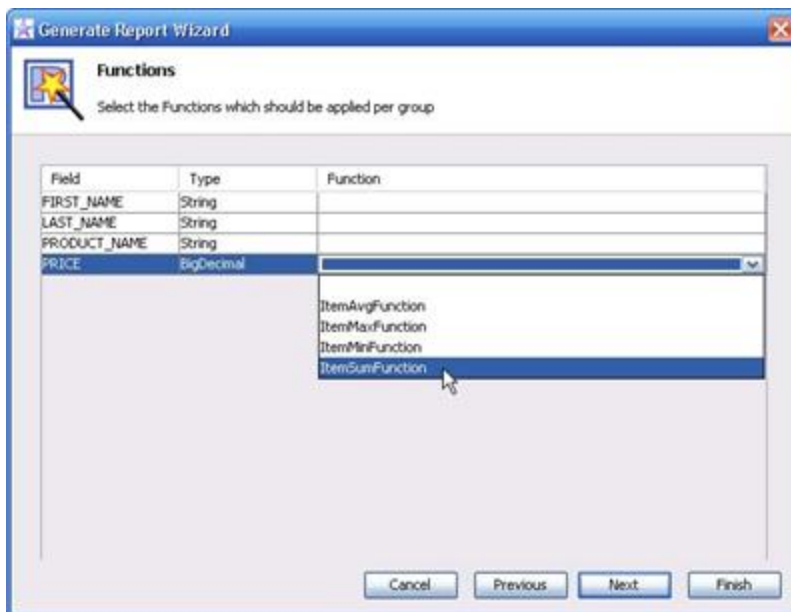 Generate Report Wizard
Functions
Select the Functions which should be applied per group
Field Type Function
FIRST_NAME String
LAST_NAME String
PRODUCT_NAME String
PRICE BigDecimal
ItemAvgFunction
ItemMaxFunction
ItemMinFunction
ItemSumFunction
Cancel Previous Next Finish